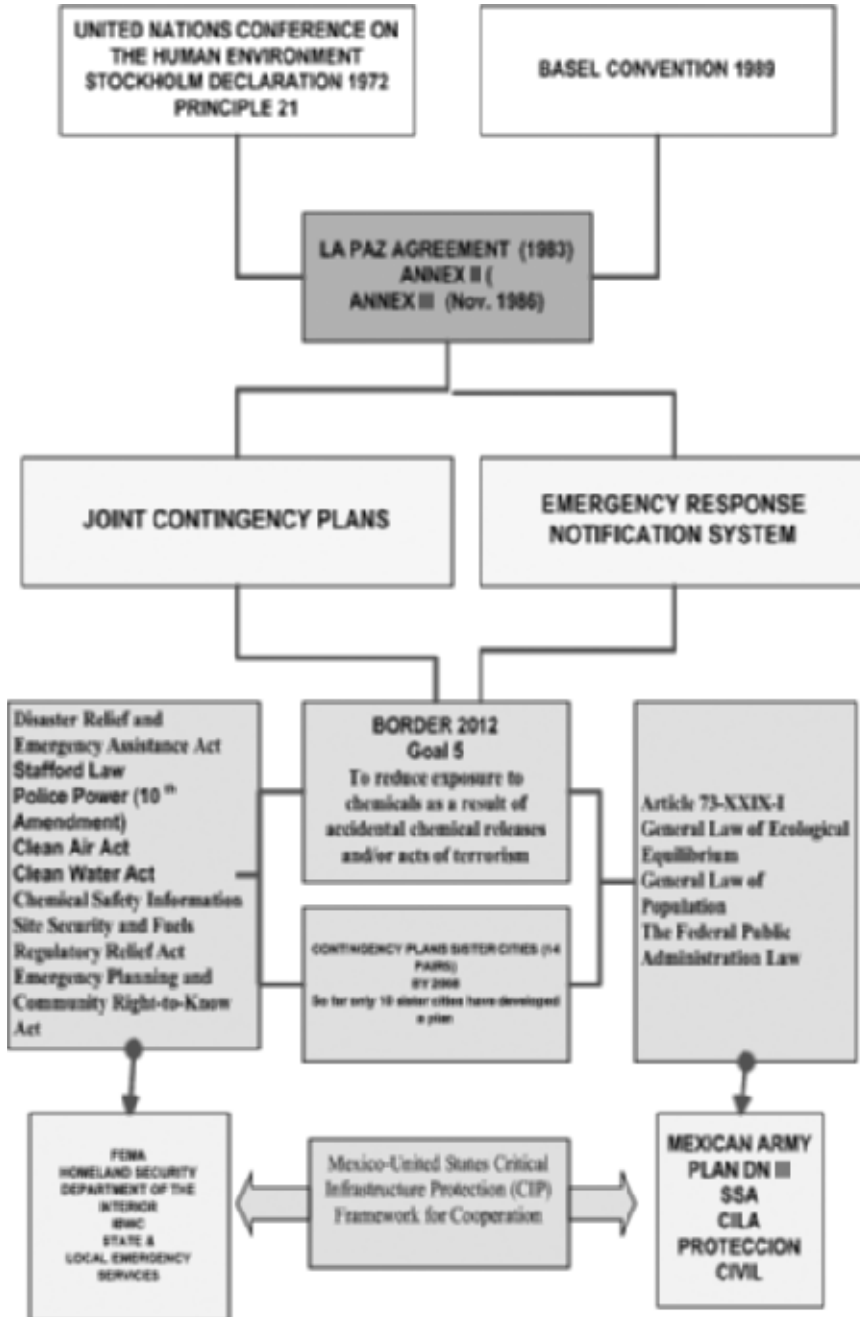 UNITED NATIONS CONFERENCE ON
THE HUMAN ENVIRONMENT
STOCKHOLM DECLARATION 1972
PRINCIPLE 21
BASEL CONVENTION 1989
LA PAZ AGREEMENT (1983)
ANNEX II (
ANNEX III (Nov. 1986)
JOINT CONTINGENCY PLANS
EMERGENCY RESPONSE
NOTIFICATION SYSTEM
Disaster Relief and
Emergency Assistance Act
Stafford Law
Police Power (10 th
Amendment)
Clean Air Act
Clean Water Act
Chemical Safety Information
Site Security and Fuels
Regulatory Relief Act
Emergency Planning and
Community Right-to-Know
Act
BORDER 2012
Goal 5
To reduce exposure to
chemicals as a result of
accidental chemical releases
and/or acts of terrorism
CONTINGENCY PLANS SISTER CITIES (14
PAIRS)
BY
So far only 10 sister cities have developed
a plan
Article 73-XXIX-I
General Law of Ecological
Equilibrium
General Law of
Population
The Federal Public
Administration Law
FEMA
HOMELAND SECURITY
DEPARTMENT OF THE
INTERIOR
IBWC
STATE &
LOCAL EMERGENCY
SERVICES
Mexico-United States Critical
Infrastructure Protection (CIP)
Framework for Cooperation
MEXICAN ARMY
PLAN DN III
SSA
CILA
PROTECCION
CIVIL